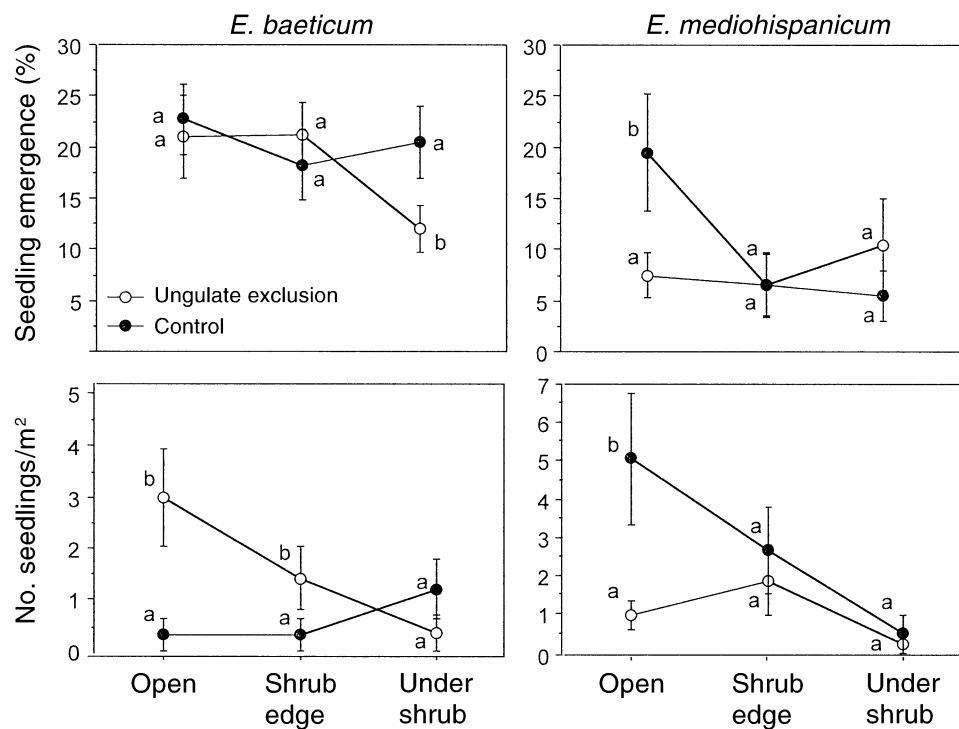 E. baeticum
E. mediohispanicum
Seedling emergence (%)
30
25
20
15
10
5
a
a
a
a
a
b
Ungulate exclusion
Control
30
25
20
15
10
5
0
b
a
a
a
a
a
No. seedlings/m²
5
4
3
2
1
0
b
a
b
a
a
a
7
6
5
4
3
2
1
0
b
a
a
a
a
a
Open
Shrub
edge
Under
shrub
Open
Shrub
edge
Under
shrub